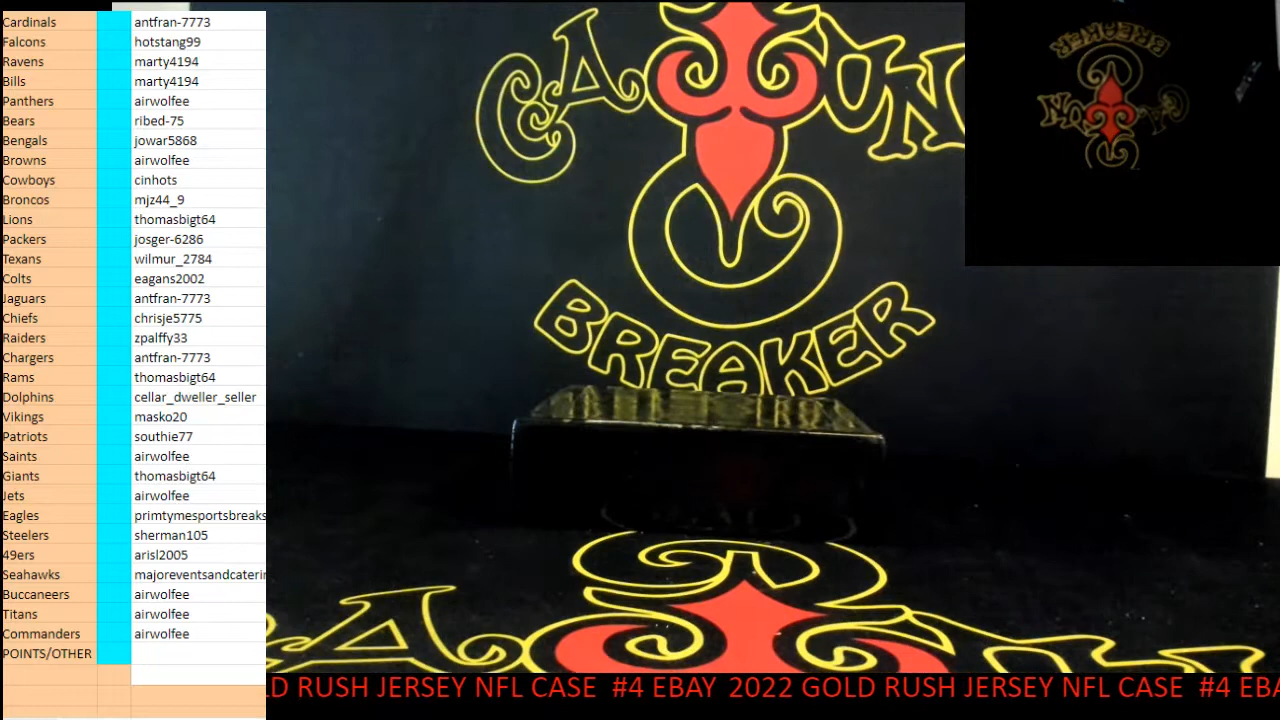 Cardinals antfran-7773
Falcons hotstang99
Ravens marty4194
Bills marty4194
Panthers airwolfee
Bears ribed-75
Bengals jowar5868
Browns airwolfee
Cowboys cinhots
Broncos mjz44_9
Lions thomasbigt64
Packers josger-6286
Texans wilmur_2784
Colts eagans2002
Jaguars antfran-7773
Chiefs chrisje5775
Raiders zpalffy33
Chargers antfran-7773
Rams thomasbigt64
Dolphins cellar_dweller_seller
Vikings masko20
Patriots southie77
Saints airwolfee
Giants thomasbigt64
Jets airwolfee
Eagles primtymesportsbreaks
Steelers sherman105
49ers arisl2005
Seahawks majoreventsandcaterin
Buccaneers airwolfee
Titans airwolfee
Commanders airwolfee
POINTS/OTHER
BREAKER
BREAKER
LD RUSH JERSEY NFL CASE #4 EBAY 2022 GOLD RUSH JERSEY NFL CASE #4 EBA